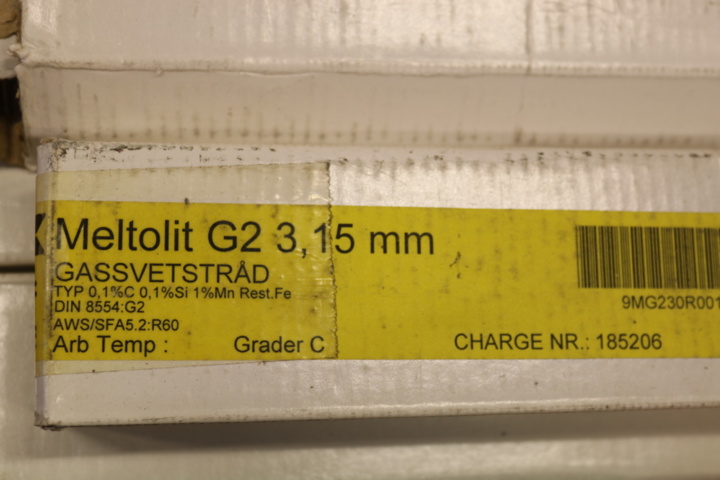 Meltolit G2 3,15 mm
GASSVETSTRÅD
TYP 0,1%C 0,1%Si 1%Mn Rest.Fe
DIN 8554:G2
AWS/SFA5.2:R60
Arb Temp : Grader C
9MG230R001
CHARGE NR.: 185206